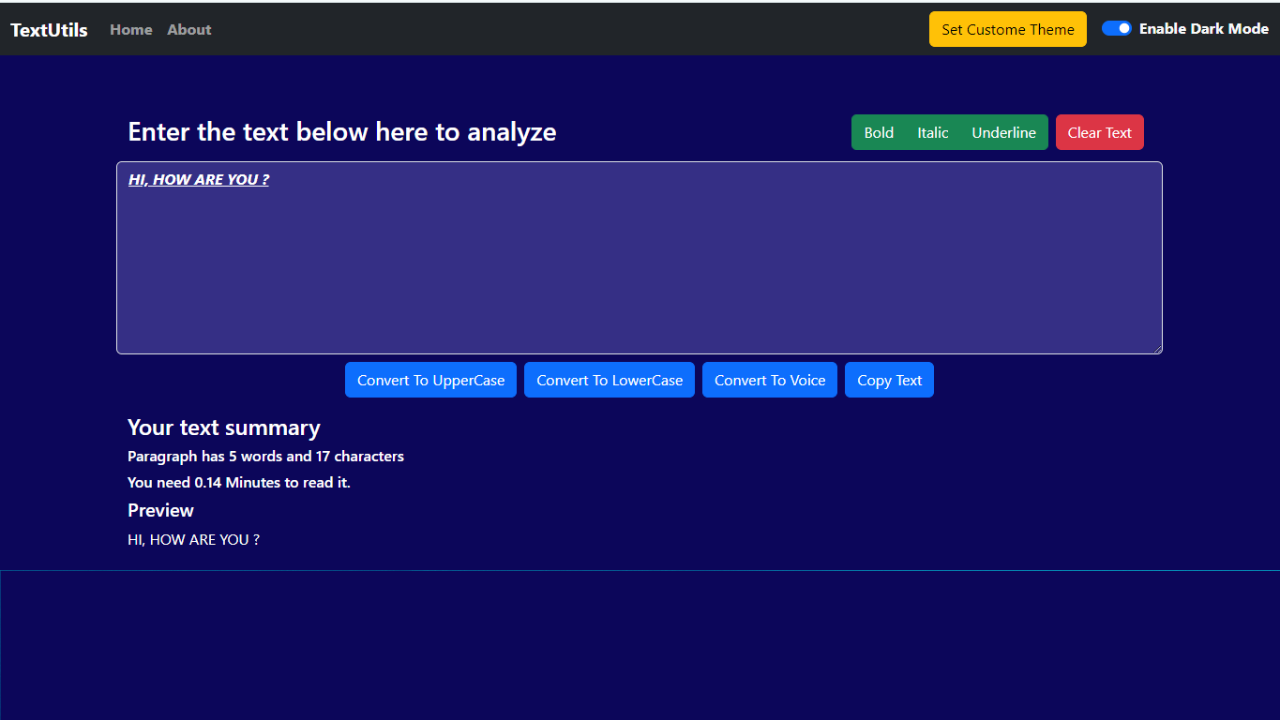 TextUtils Home About Set Custome Theme Enable Dark Mode
Enter the text below here to analyze Bold Italic Underline Clear Text
HI, HOW ARE YOU ?
Convert To UpperCase Convert To LowerCase Convert To Voice Copy Text
Your text summary
Paragraph has 5 words and 17 characters
You need 0.14 Minutes to read it.
Preview
HI, HOW ARE YOU ?